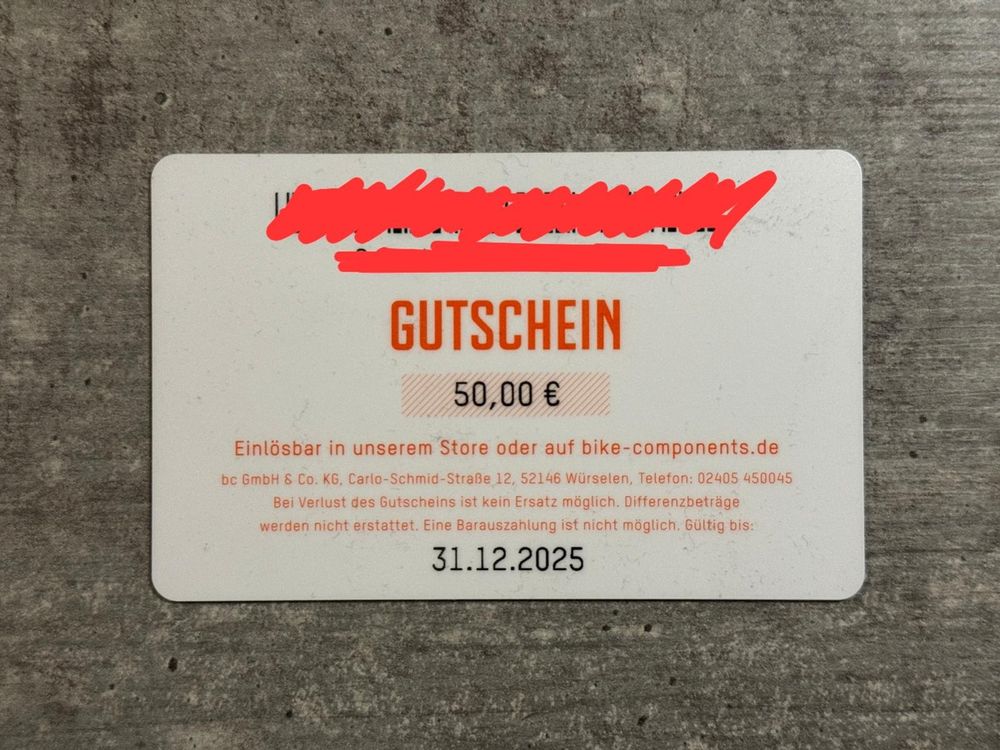 GUTSCHEIN
50,00 €
Einlösbar in unserem Store oder auf bike-components.de
bc GmbH & Co. KG, Carlo-Schmid-Straße 12, 52146 Würselen, Telefon: 02405 450045
Bei Verlust des Gutscheins ist kein Ersatz möglich. Differenzbeträge
werden nicht erstattet. Eine Barauszahlung ist nicht möglich. Gültig bis:
31.12.2025